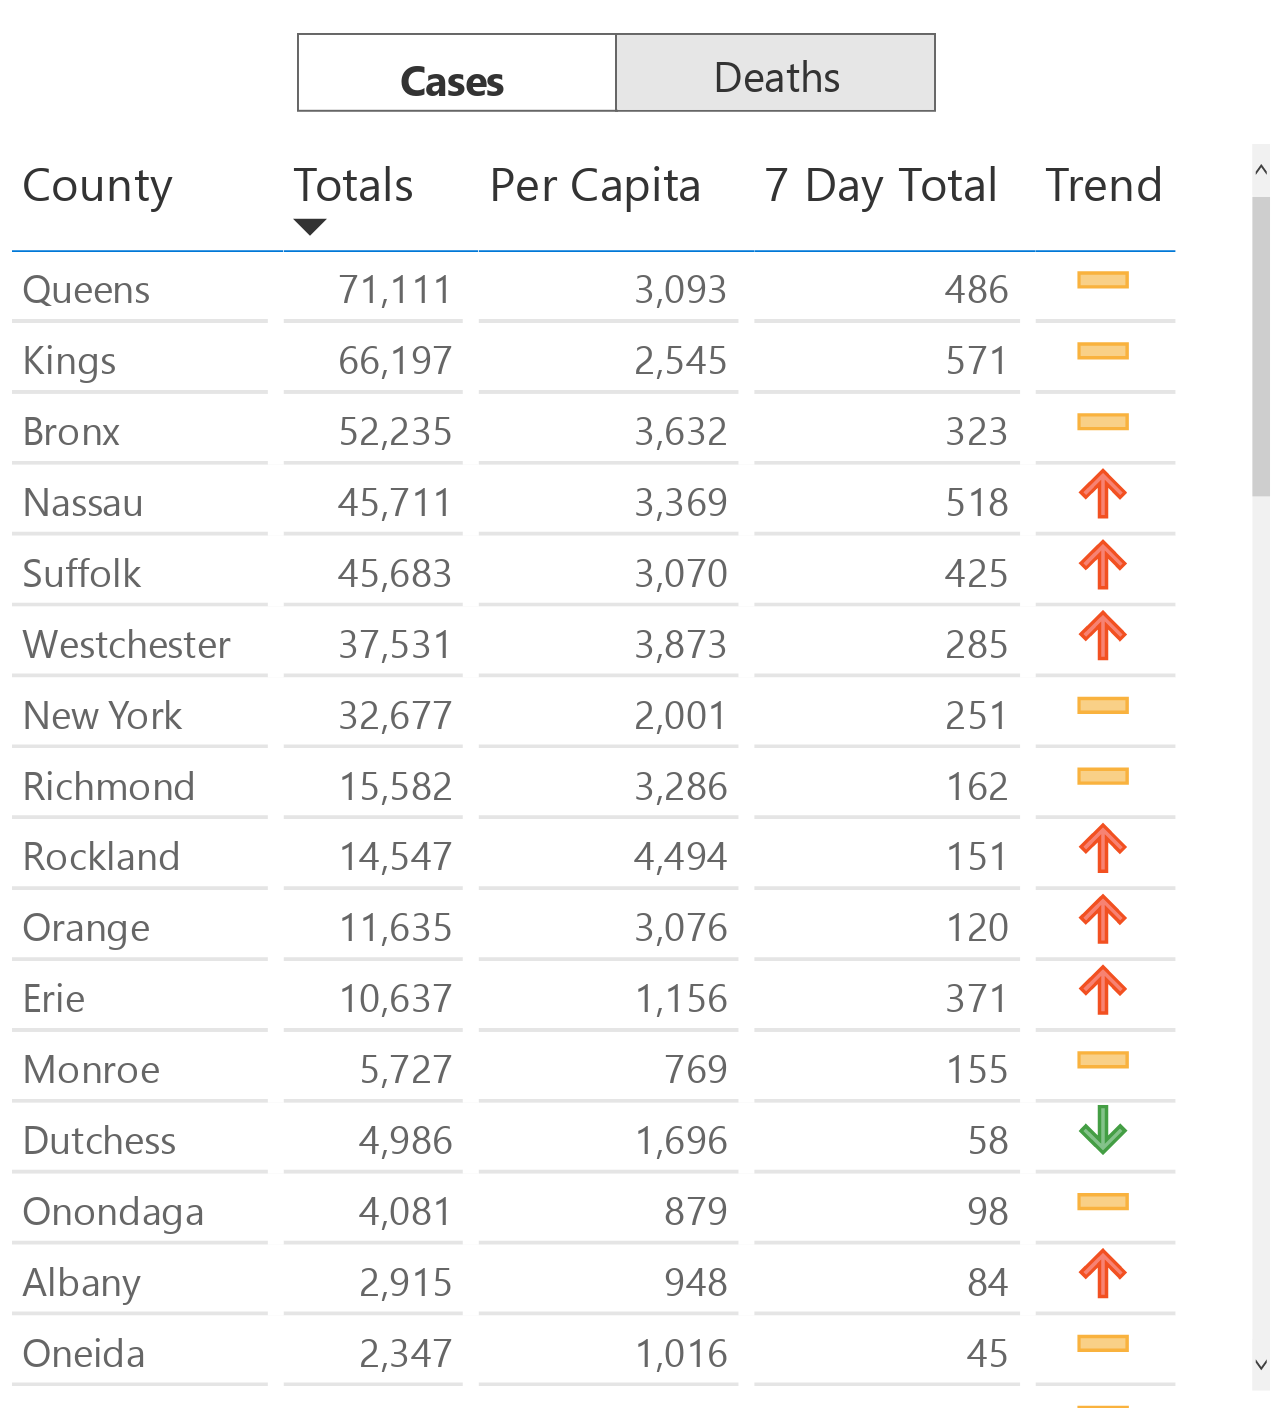 Cases Deaths
County Totals Per Capita 7 Day Total Trend
Queens 71,111 3,093 486
Kings 66,197 2,545 571
Bronx 52,235 3,632 323
Nassau 45,711 3,369 518
Suffolk 45,683 3,070 425
Westchester 37,531 3,873 285
New York 32,677 2,001 251
Richmond 15,582 3,286 162
Rockland 14,547 4,494 151
Orange 11,635 3,076 120
Erie 10,637 1,156 371
Monroe 5,727 769 155
Dutchess 4,986 1,696 58
Onondaga 4,081 879 98
Albany 2,915 948 84
Oneida 2,347 1,016 45